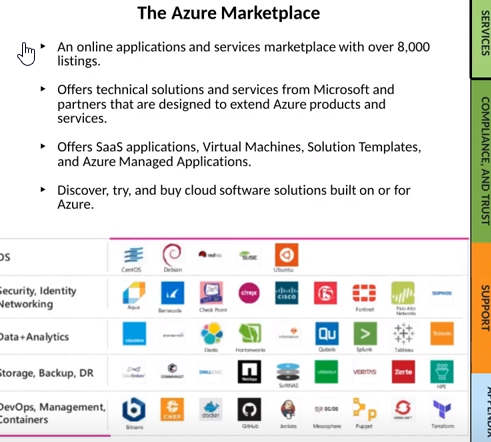 The Azure Marketplace
An online applications and services marketplace with over 8,000
listings.
Offers technical solutions and services from Microsoft and
partners that are designed to extend Azure products and
services.
Offers SaaS applications, Virtual Machines, Solution Templates,
and Azure Managed Applications.
Discover, try, and buy cloud software solutions built on or for
Azure.
OS
CentOS
Debian
SUSE
Ubuntu
Security, Identity
Networking
Aqua
Barracuda
Check Point
citrix
CISCO
Fortinet
Palo Alto
Networks
SOPHOS
Data+Analytics
Elastic
Hortonworks
Qu
Qubole
Splunk
Tableau
Storage, Backup, DR
NetApp
SoftNAS
VERITAS
Zerto
HPE
DevOps, Management,
Containers
Bitnami
CHEF
docker
GitHub
Jenkins
Mesosphere
Puppet
Terraform
SERVICES
COMPLIANCE, AND TRUST
SUPPORT